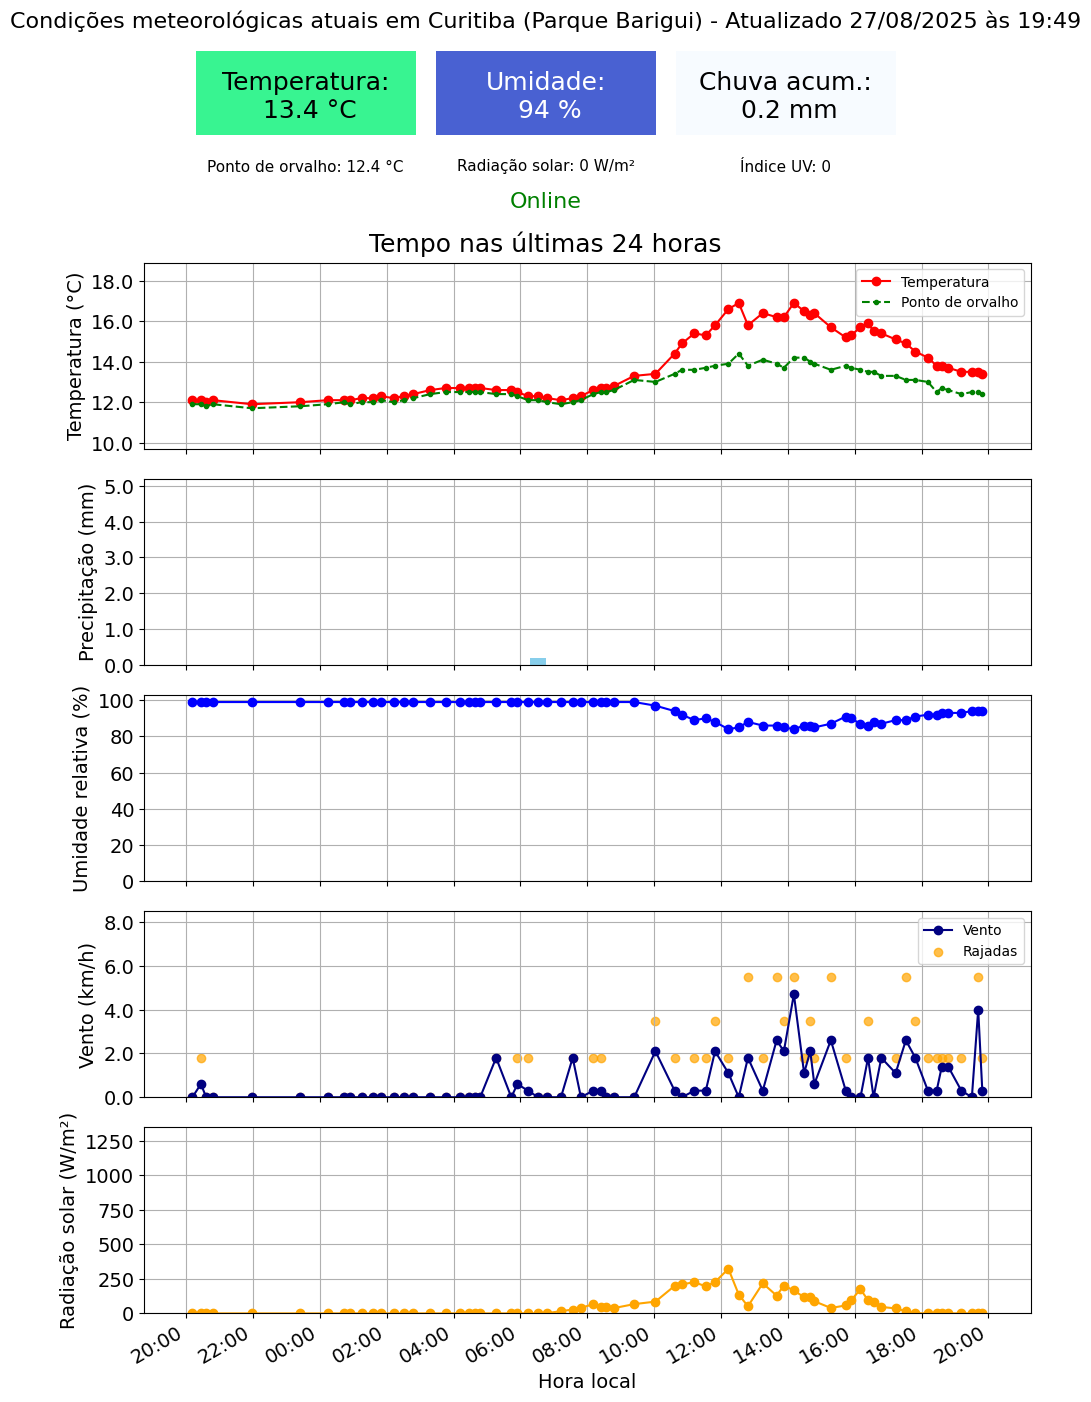 Condições meteorológicas atuais em Curitiba (Parque Barigui) - Atualizado 27/08/2025 às 19:49
Temperatura:
13.4 °C
Umidade:
94 %
Chuva acum.:
0.2 mm
Ponto de orvalho: 12.4 °C
Radiação solar: 0 W/m²
Índice UV: 0
Online
Tempo nas últimas 24 horas
Temperatura (°C)
18.0
16.0
14.0
12.0
10.0
Temperatura
Ponto de orvalho
Precipitação (mm)
5.0
4.0
3.0
2.0
1.0
0.0
Umidade relativa (%)
100
80
60
40
20
0
Vento (km/h)
8.0
6.0
4.0
2.0
0.0
Vento
Rajadas
Radiação solar (W/m²)
1250
1000
750
500
250
0
20:00
22:00
00:00
02:00
04:00
06:00
08:00
10:00
12:00
14:00
16:00
18:00
20:00
Hora local